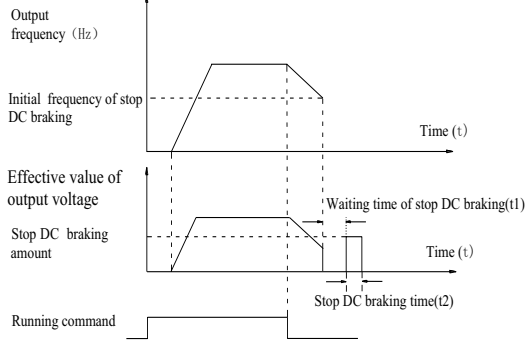 Output
frequency（Hz）
Initial frequency of stop
DC braking
Time (t)
Effective value of
output voltage
Waiting time of stop DC braking(t1)
Stop DC braking
amount
Time (t)
Stop DC braking time(t2)
Running command